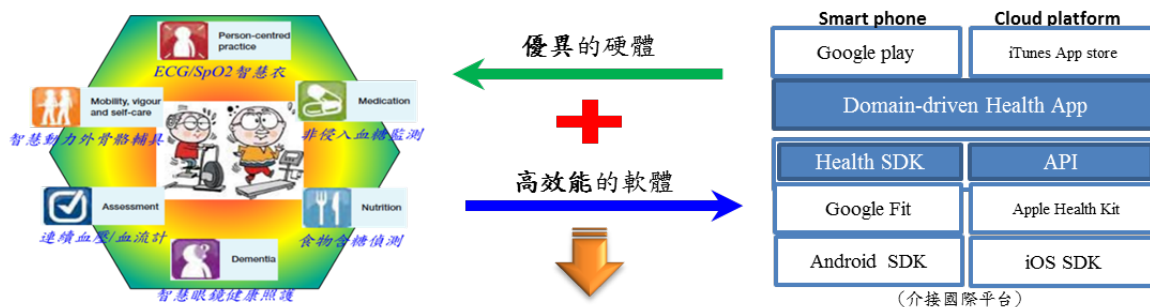 Person-centred
practice
ECG/SpO2智慧衣
Mobility, vigour
and self-care
智慧動力外骨骼輔具
Medication
非侵入血糖監測
Assessment
連續血壓/血流計
Nutrition
食物含糖偵測
Dementia
智慧眼鏡健康照護
優異的硬體
高效能的軟體
Smart phone
Cloud platform
Google play
iTunes App store
Domain-driven Health App
Health SDK
API
Google Fit
Apple Health Kit
Android SDK
iOS SDK
(介接國際平台)